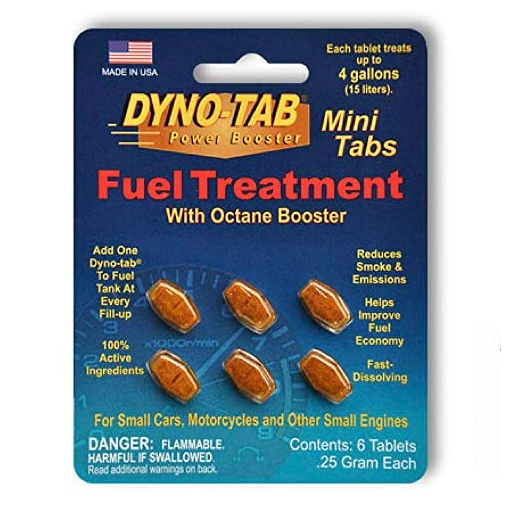 MADE IN USA
Each tablet treats
up to
4 gallons
(15 liters).
DYNO-TAB®
Power Booster
Mini
Tabs
Fuel Treatment
With Octane Booster
Add One
Dyno-tab®
To Fuel
Tank At
Every
Fill-up
100%
Active
Ingredients
Reduces
Smoke &
Emissions
Helps
Improve
Fuel
Economy
Fast-
Dissolving
x1000r/min
For Small Cars, Motorcycles and Other Small Engines
DANGER: FLAMMABLE.
HARMFUL IF SWALLOWED.
Read additional warnings on back.
Contents: 6 Tablets
.25 Gram Each